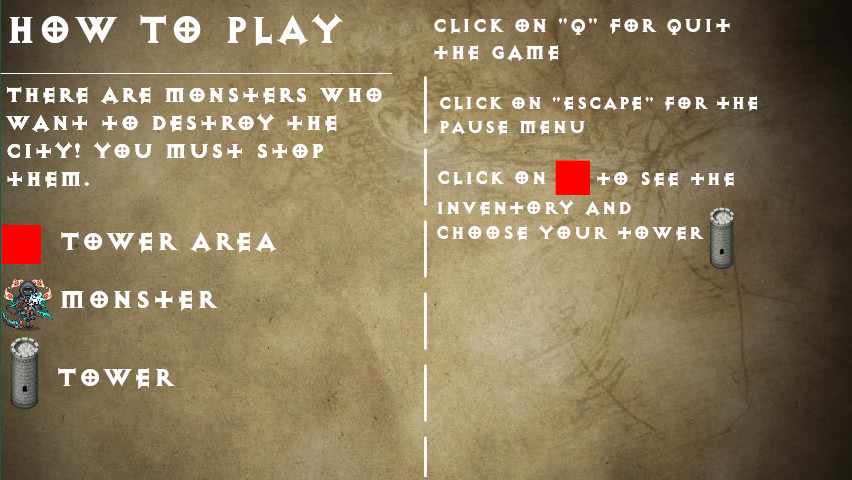 HOW TO PLAY
THERE ARE MONSTERS WHO
WANT TO DESTROY THE
CITY! YOU MUST STOP
THEM.
TOWER AREA
MONSTER
TOWER
CLICK ON "Q" FOR QUIT
THE GAME
CLICK ON "ESCAPE" FOR THE
PAUSE MENU
CLICK ON TO SEE THE
INVENTORY AND
CHOOSE YOUR TOWER